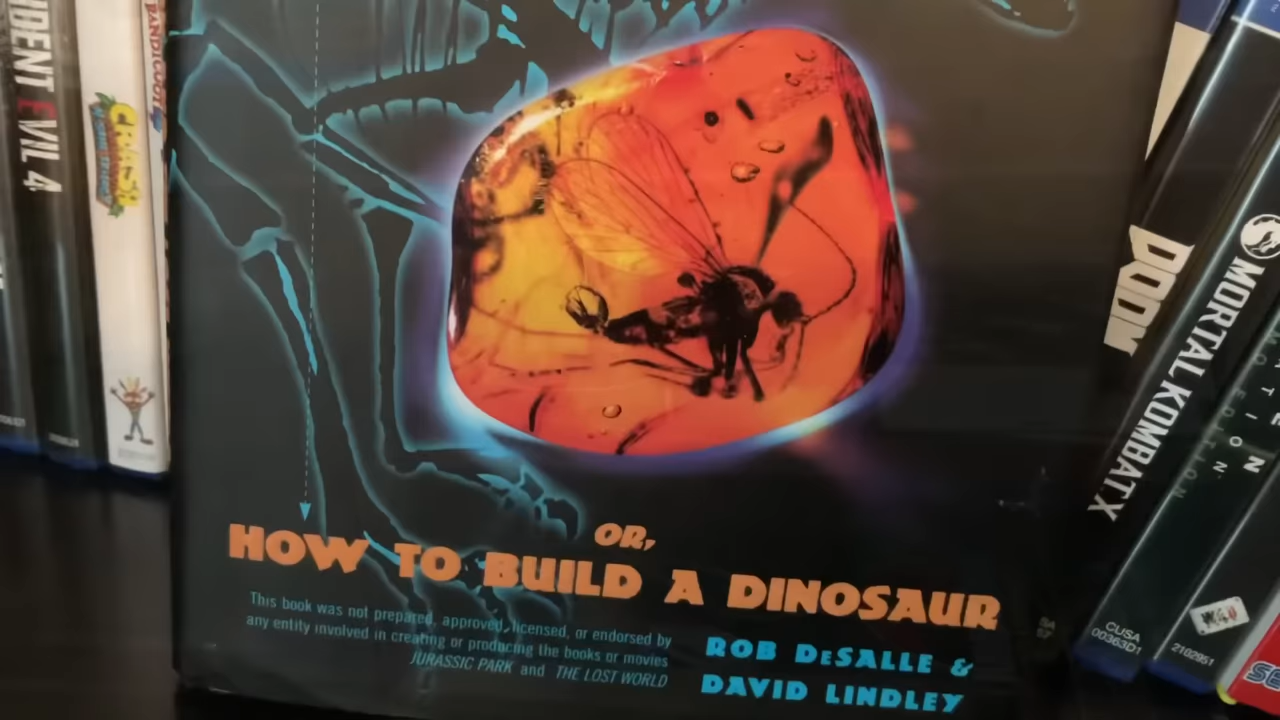 IDENT EVIL 4
CRASH
BANDICOOT
OR,
HOW TO BUILD A DINOSAUR
This book was not prepared, approved, licensed, or endorsed by
any entity involved in creating or producing the books or movies
JURASSIC PARK and THE LOST WORLD
ROB DESALLE &
DAVID LINDLEY
MORTAL KOMBAT X
CUSA
00363D1
2102951